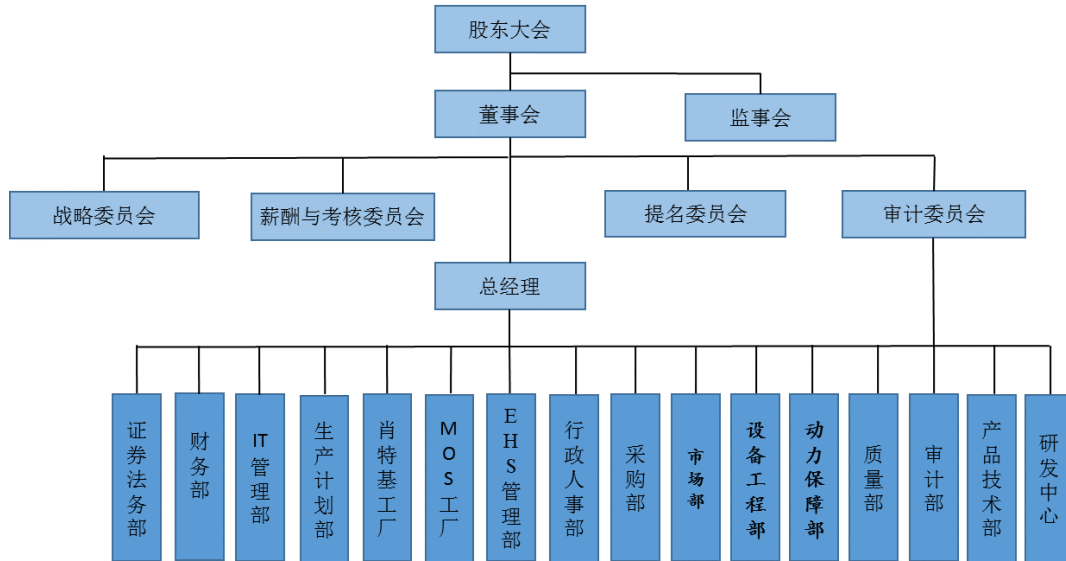 股东大会
董事会
监事会
战略委员会
薪酬与考核委员会
提名委员会
审计委员会
总经理
证券法务部
财务部
IT管理部
生产计划部
肖特基工厂
MOS工厂
EHS管理部
行政人事部
采购部
市场部
设备工程部
动力保障部
质量部
审计部
产品技术部
研发中心